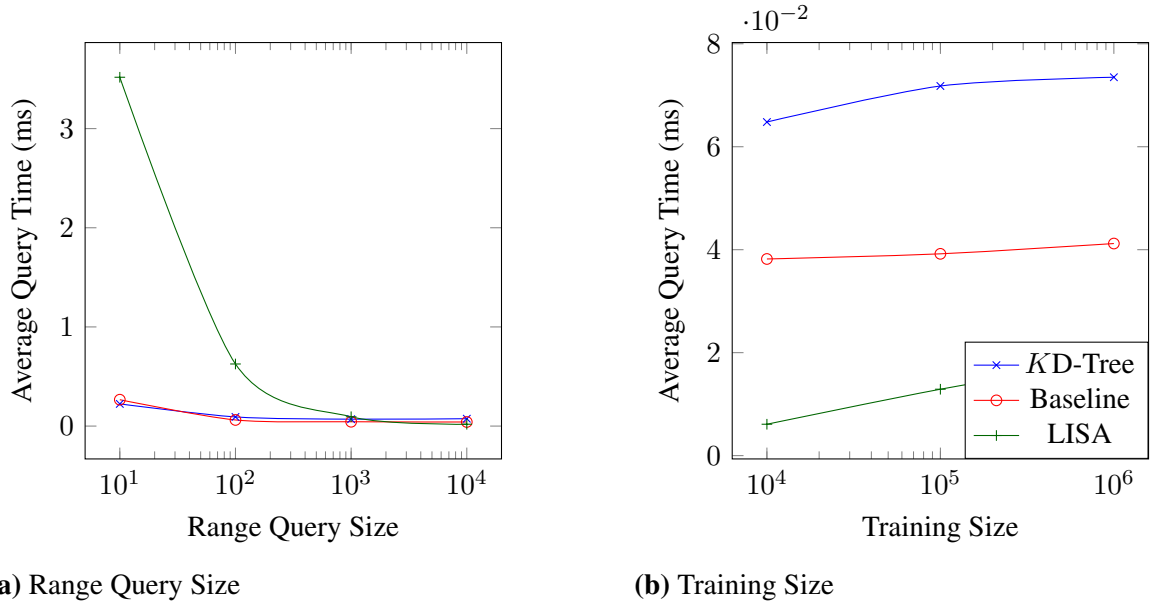 Average Query Time (ms)
3
2
1
0
10^1 10^2 10^3 10^4
Range Query Size
a) Range Query Size
·10^−2
Average Query Time (ms)
8
6
4
2
0
KD-Tree
Baseline
LISA
10^4 10^5 10^6
Training Size
(b) Training Size